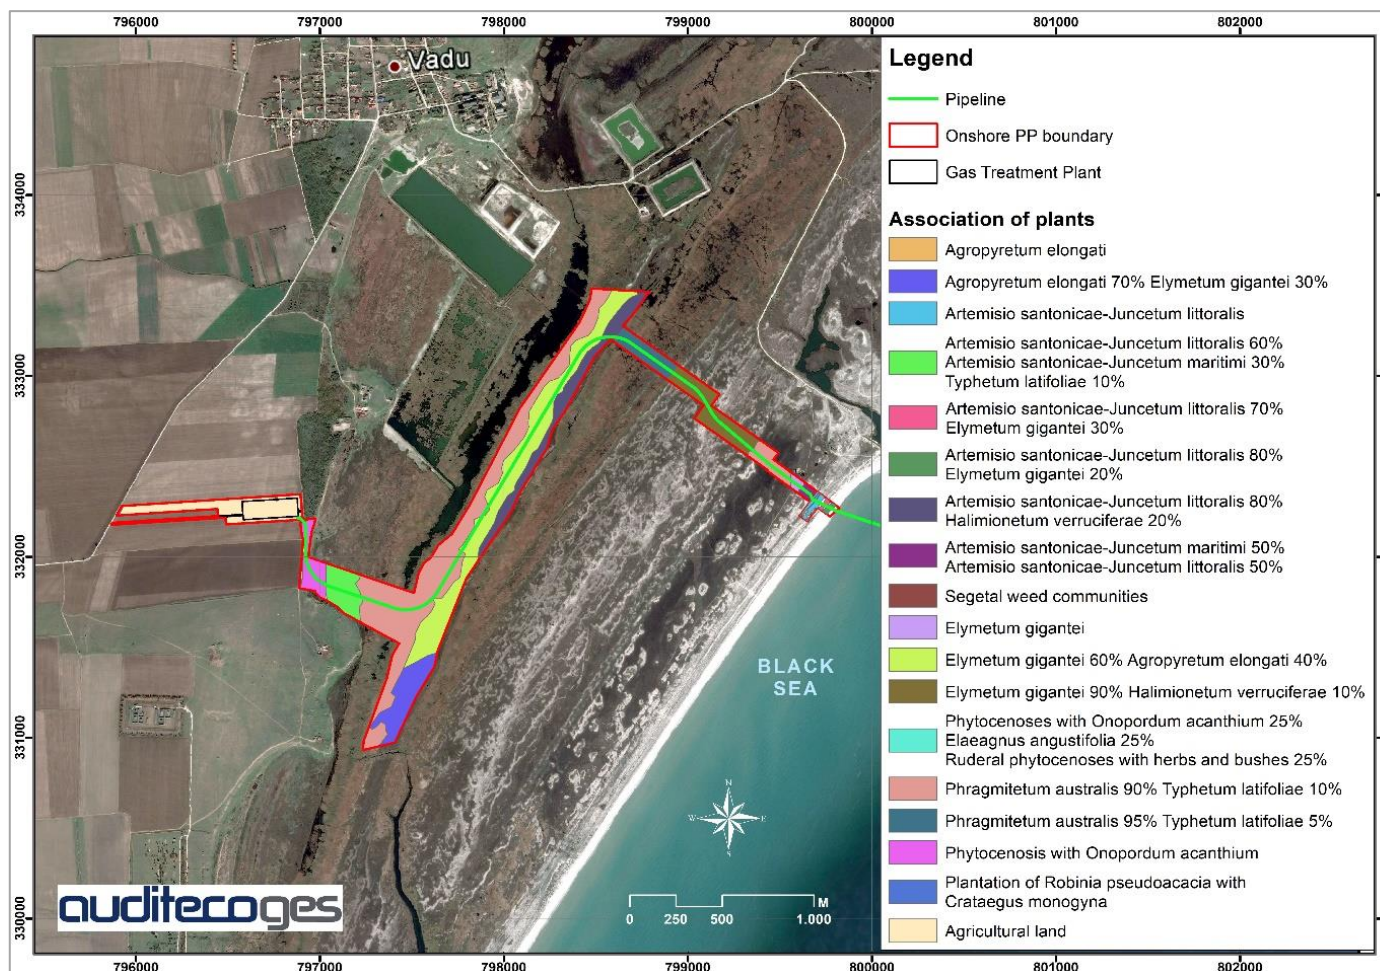 796000 797000 798000 799000 800000 801000 802000
334000
333000
332000
331000
330000
Vadu
BLACK
SEA
N
W E
S
M
0 250 500 1.000
auditecoges
Legend
Pipeline
Onshore PP boundary
Gas Treatment Plant
Association of plants
Agropyretum elongati
Agropyretum elongati 70% Elymetum gigantei 30%
Artemisio santonicae-Juncetum littoralis
Artemisio santonicae-Juncetum littoralis 60%
Artemisio santonicae-Juncetum maritimi 30%
Typhetum latifoliae 10%
Artemisio santonicae-Juncetum littoralis 70%
Elymetum gigantei 30%
Artemisio santonicae-Juncetum littoralis 80%
Elymetum gigantei 20%
Artemisio santonicae-Juncetum littoralis 80%
Halimionetum verruciferae 20%
Artemisio santonicae-Juncetum maritimi 50%
Artemisio santonicae-Juncetum littoralis 50%
Segetal weed communities
Elymetum gigantei
Elymetum gigantei 60% Agropyretum elongati 40%
Elymetum gigantei 90% Halimionetum verruciferae 10%
Phytocenoses with Onopordum acanthium 25%
Elaeagnus angustifolia 25%
Ruderal phytocenoses with herbs and bushes 25%
Phragmitetum australis 90% Typhetum latifoliae 10%
Phragmitetum australis 95% Typhetum latifoliae 5%
Phytocenosis with Onopordum acanthium
Plantation of Robinia pseudoacacia with
Crataegus monogyna
Agricultural land
796000 797000 798000 799000 800000 801000 802000